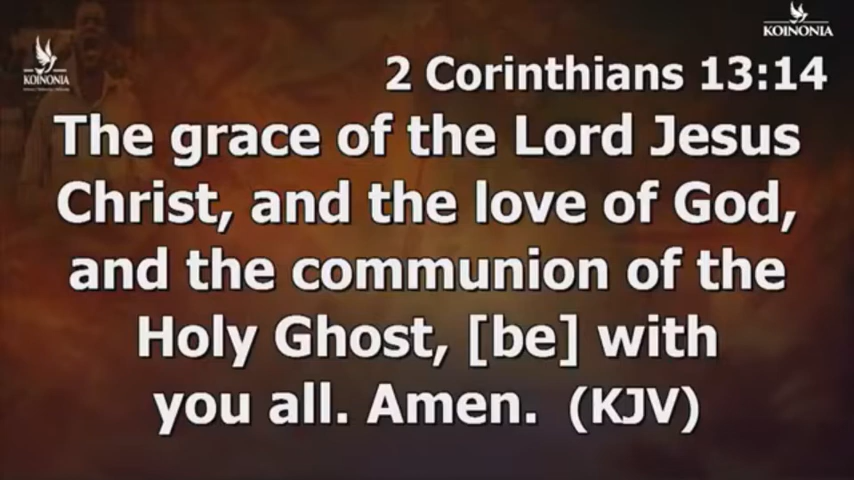 KOINONIA
KOINONIA
2 Corinthians 13:14
The grace of the Lord Jesus
Christ, and the love of God,
and the communion of the
Holy Ghost, [be] with
you all. Amen. (KJV)